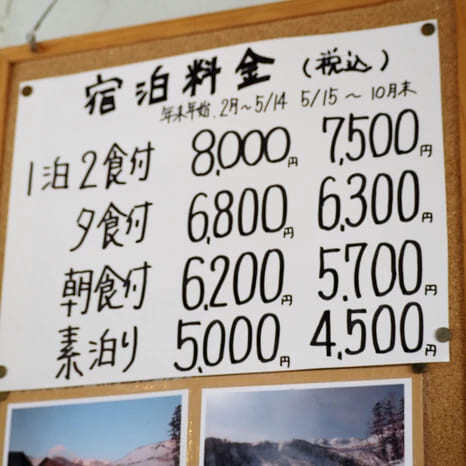 宿泊料金 (税込)
年末年始、2月～5/14 5/15～10月末
1泊2食付 8,000円 7,500円
夕食付 6,800円 6,300円
朝食付 6,200円 5,700円
素泊り 5,000円 4,500円